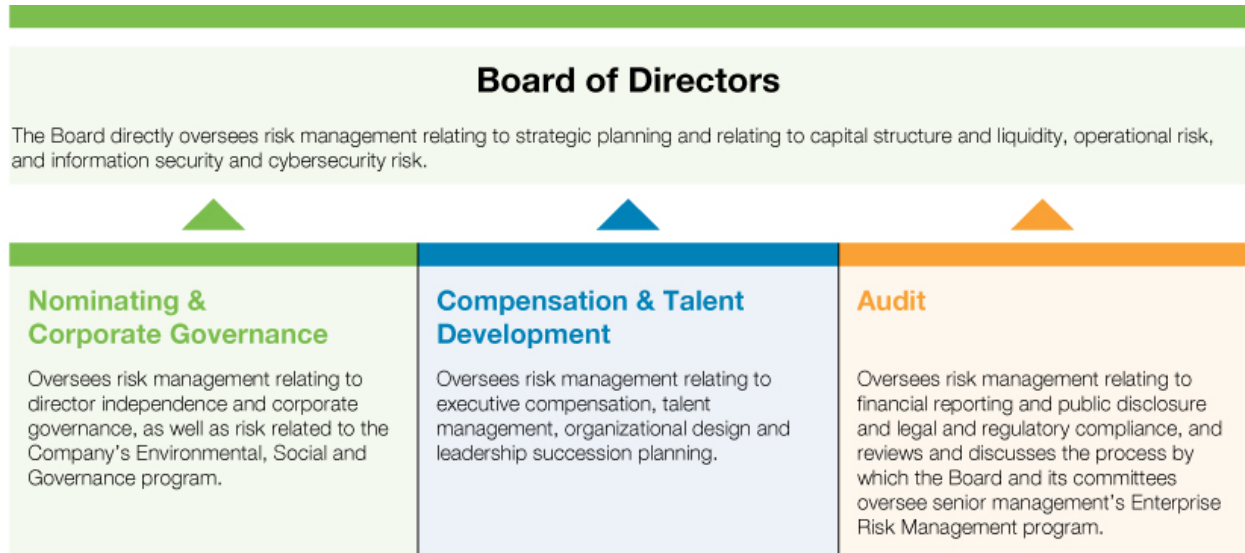 Board of Directors
The Board directly oversees risk management relating to strategic planning and relating to capital structure and liquidity, operational risk,
and information security and cybersecurity risk.
Nominating &
Corporate Governance
Oversees risk management relating to
director independence and corporate
governance, as well as risk related to the
Company's Environmental, Social and
Governance program.
Compensation & Talent
Development
Oversees risk management relating to
executive compensation, talent
management, organizational design and
leadership succession planning.
Audit
Oversees risk management relating to
financial reporting and public disclosure
and legal and regulatory compliance, and
reviews and discusses the process by
which the Board and its committees
oversee senior management's Enterprise
Risk Management program.